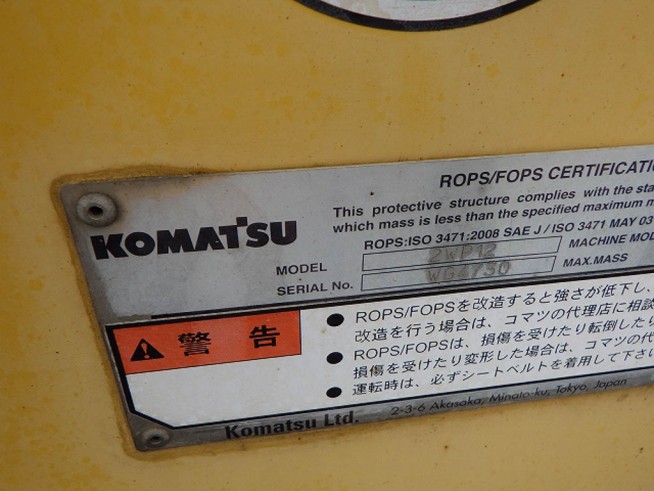 ROPS/FOPS CERTIFICATI
This protective structure complies with the sta
which mass is less than the specified maximum m
KOMATSU
ROPS:ISO 3471:2008 SAE J / ISO 3471 MAY 03
MODEL 2WP12 MACHINE MOD
SERIAL No. WG4730 MAX.MASS
警告
● ROPS/FOPSを改造すると強さが低下し、
改造を行う場合は、コマツの代理店に相談
● ROPS/FOPSは、損傷を受けたり転倒したり
損傷を受けたり変形した場合は、コマツの代
● 運転時は、必ずシートベルトを着用して下さい
Komatsu Ltd. 2-3-6 Akasaka, Minato-ku, Tokyo, Japan